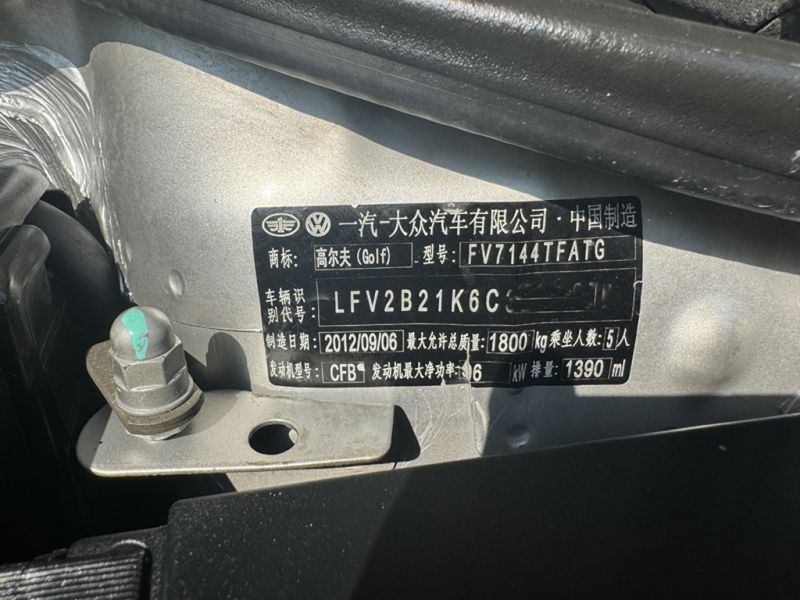 一汽-大众汽车有限公司·中国制造
商标: 高尔夫(Golf) 型号: FV7144TFATG
车辆识
别代号: LFV2B21K6C
制造日期: 2012/09/06 最大允许总质量: 1800 kg 乘坐人数: 5 人
发动机型号: CFB 发动机最大净功率: 6 kW 排量: 1390 ml